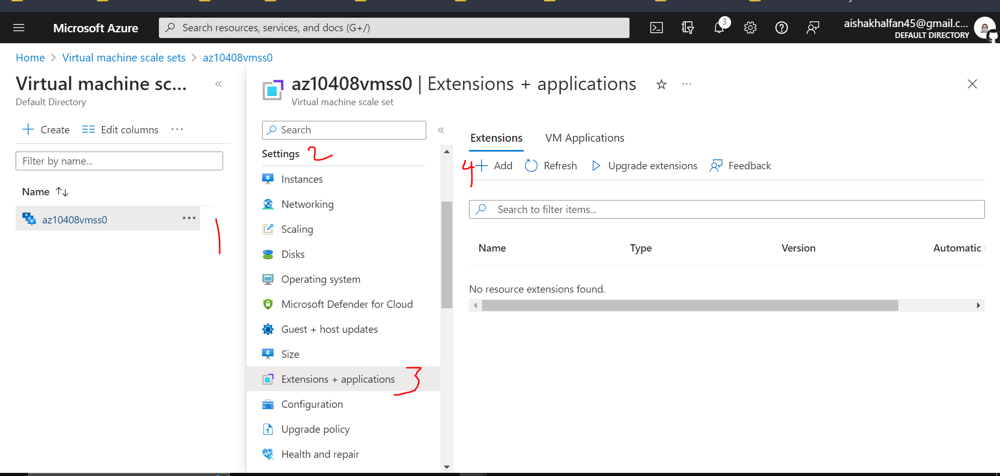 Microsoft Azure
Search resources, services, and docs (G+/)
3
aishakhalfan45@gmail.c...
DEFAULT DIRECTORY
Home > Virtual machine scale sets > az10408vmss0
Virtual machine sc...
Default Directory
Create
Edit columns
Filter by name...
Name
az10408vmss0
1
az10408vmss0 | Extensions + applications
Virtual machine scale set
Search
Settings 2
Instances
Networking
Scaling
Disks
Operating system
Microsoft Defender for Cloud
Guest + host updates
Size
Extensions + applications 3
Configuration
Upgrade policy
Health and repair
Extensions VM Applications
4 + Add Refresh Upgrade extensions Feedback
Search to filter items...
Name Type Version Automatic
No resource extensions found.